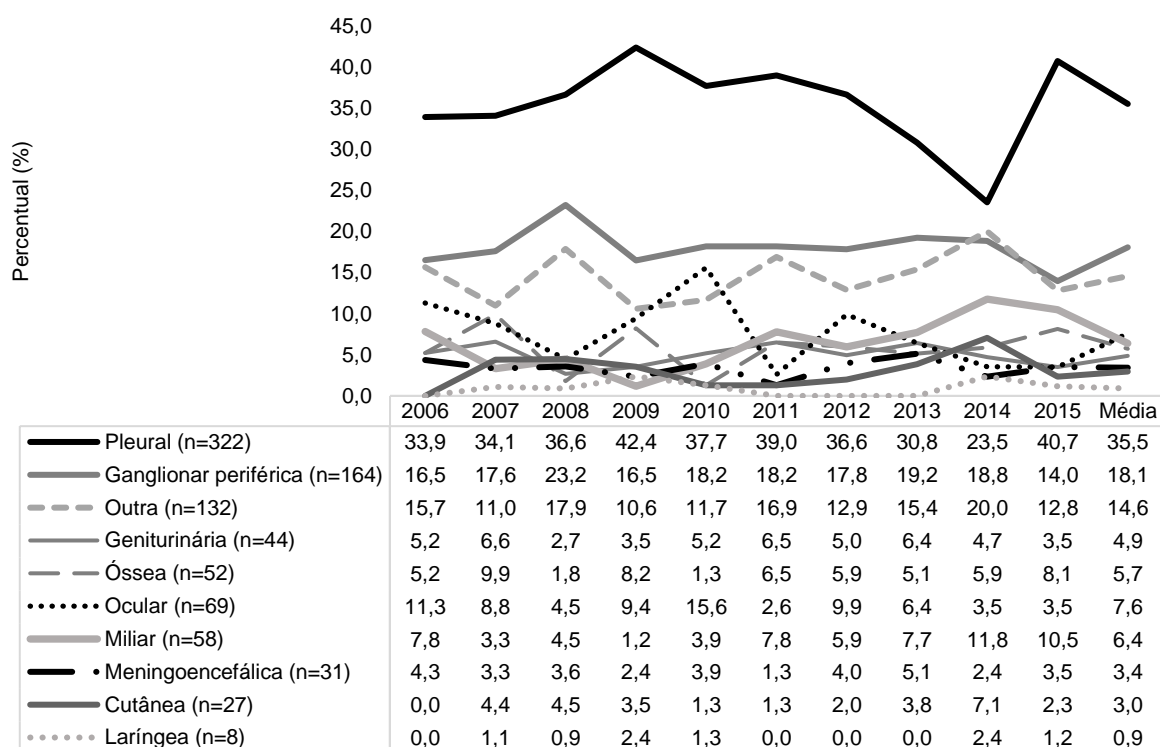 45,0
40,0
35,0
30,0
25,0
20,0
15,0
10,0
5,0
0,0
Percentual (%)
2006 2007 2008 2009 2010 2011 2012 2013 2014 2015 Média
Pleural (n=322) 33,9 34,1 36,6 42,4 37,7 39,0 36,6 30,8 23,5 40,7 35,5
Ganglionar periférica (n=164) 16,5 17,6 23,2 16,5 18,2 18,2 17,8 19,2 18,8 14,0 18,1
Outra (n=132) 15,7 11,0 17,9 10,6 11,7 16,9 12,9 15,4 20,0 12,8 14,6
Geniturinária (n=44) 5,2 6,6 2,7 3,5 5,2 6,5 5,0 6,4 4,7 3,5 4,9
Óssea (n=52) 5,2 9,9 1,8 8,2 1,3 6,5 5,9 5,1 5,9 8,1 5,7
Ocular (n=69) 11,3 8,8 4,5 9,4 15,6 2,6 9,9 6,4 3,5 3,5 7,6
Miliar (n=58) 7,8 3,3 4,5 1,2 3,9 7,8 5,9 7,7 11,8 10,5 6,4
Meningoencefálica (n=31) 4,3 3,3 3,6 2,4 3,9 1,3 4,0 5,1 2,4 3,5 3,4
Cutânea (n=27) 0,0 4,4 4,5 3,5 1,3 1,3 2,0 3,8 7,1 2,3 3,0
Laríngea (n=8) 0,0 1,1 0,9 2,4 1,3 0,0 0,0 0,0 2,4 1,2 0,9